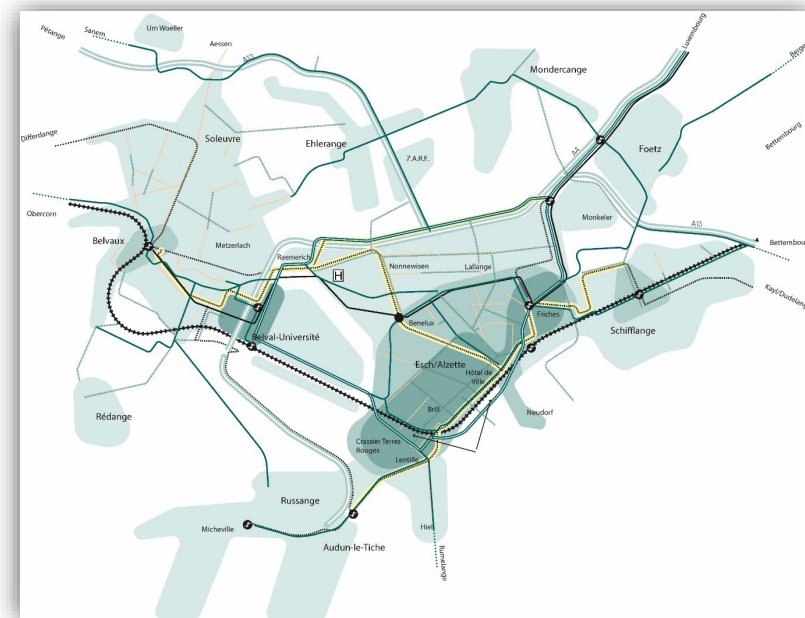 Um Woeller
Pétange
Sanem
Aessen
A13
Luxembourg
Mondercange
Differdange
Soleuvre
Ehlerange
Z.A.R.E.
A4
Foetz
Bettembourg
Obercorn
Belvaux
Metzerlach
Monkeler
A13
Raemerich
H
Nonnewisen
Lallange
Kayl/Dudelange
Benelux
Friches
Schifflange
Belval-Université
Esch/Alzette
Hôtel de
Ville
Rédange
Brill
Neudorf
Crassier Terres
Rouges
Lentille
Russange
Micheville
Audun-le-Tiche
Hiel
Rumelange